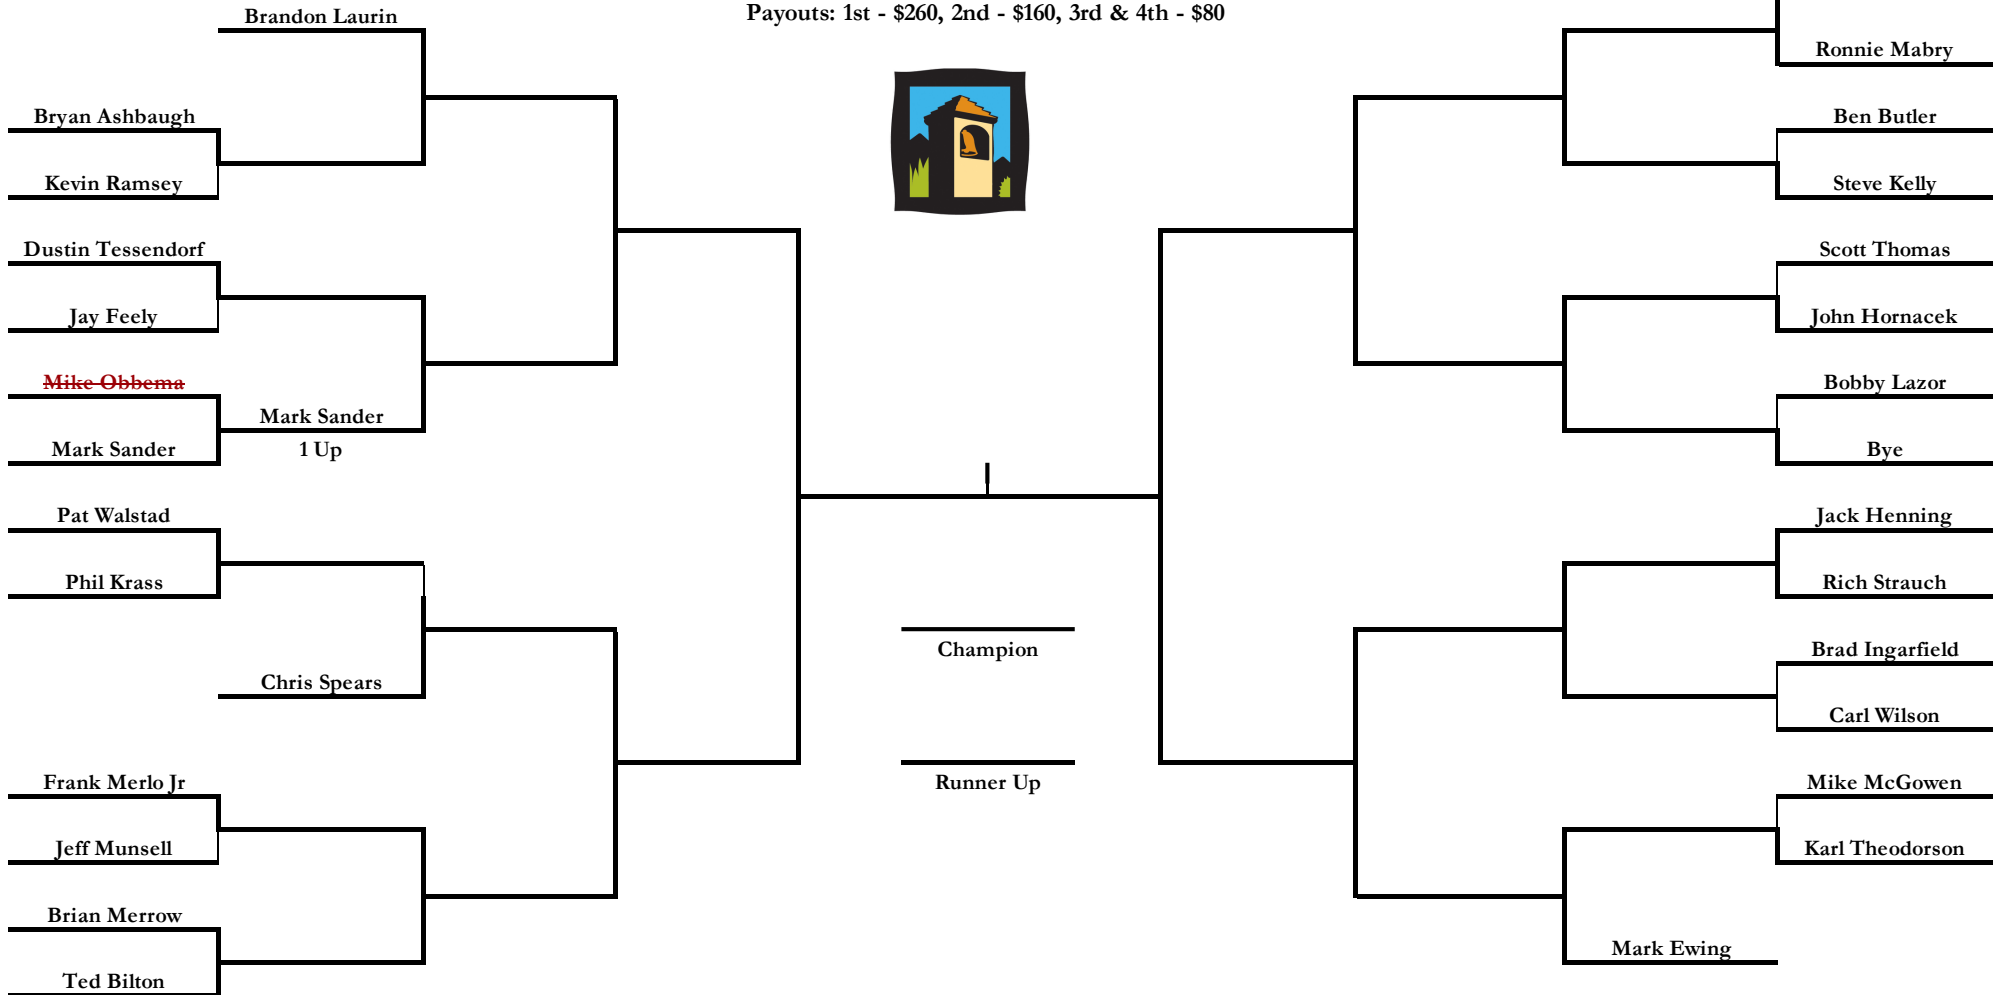 Payouts: 1st - $260, 2nd - $160, 3rd & 4th - $80
Brandon Laurin
Bryan Ashbaugh
Kevin Ramsey
Dustin Tessendorf
Jay Feely
Mike Obbema
Mark Sander
Mark Sander
1 Up
Pat Walstad
Phil Krass
Chris Spears
Frank Merlo Jr
Jeff Munsell
Brian Merrow
Ted Bilton
Champion
Runner Up
Ronnie Mabry
Ben Butler
Steve Kelly
Scott Thomas
John Hornacek
Bobby Lazor
Bye
Jack Henning
Rich Strauch
Brad Ingarfield
Carl Wilson
Mike McGowen
Karl Theodorson
Mark Ewing